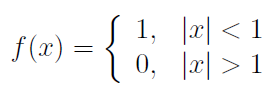 f(x) = { 1, |x| < 1
0, |x| > 1